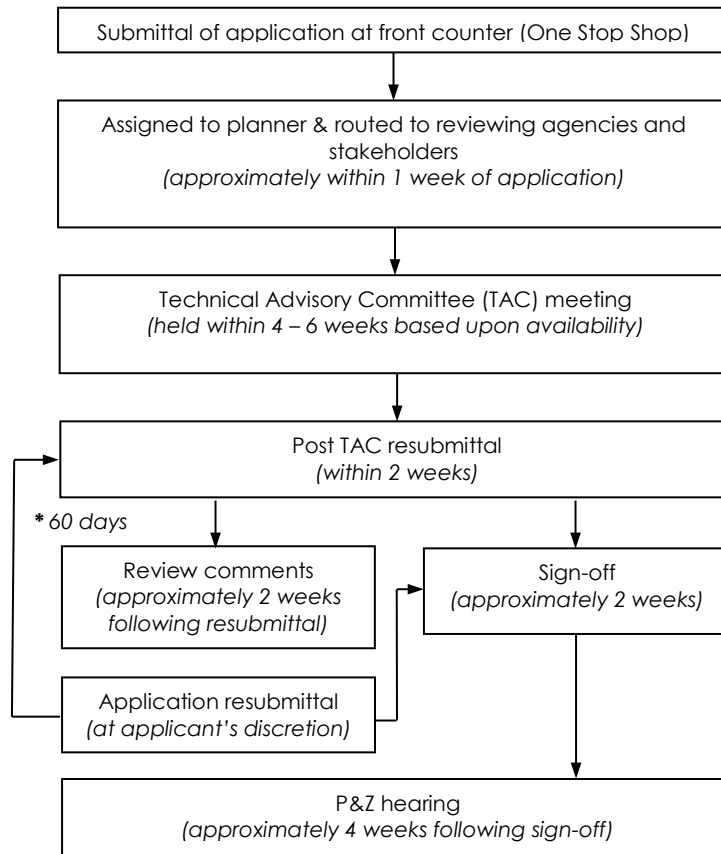 Submittal of application at front counter (One Stop Shop)
Assigned to planner & routed to reviewing agencies and
stakeholders
(approximately within 1 week of application)
Technical Advisory Committee (TAC) meeting
(held within 4 – 6 weeks based upon availability)
Post TAC resubmittal
(within 2 weeks)
* 60 days
Review comments
(approximately 2 weeks
following resubmittal)
Sign-off
(approximately 2 weeks)
Application resubmittal
(at applicant’s discretion)
P&Z hearing
(approximately 4 weeks following sign-off)